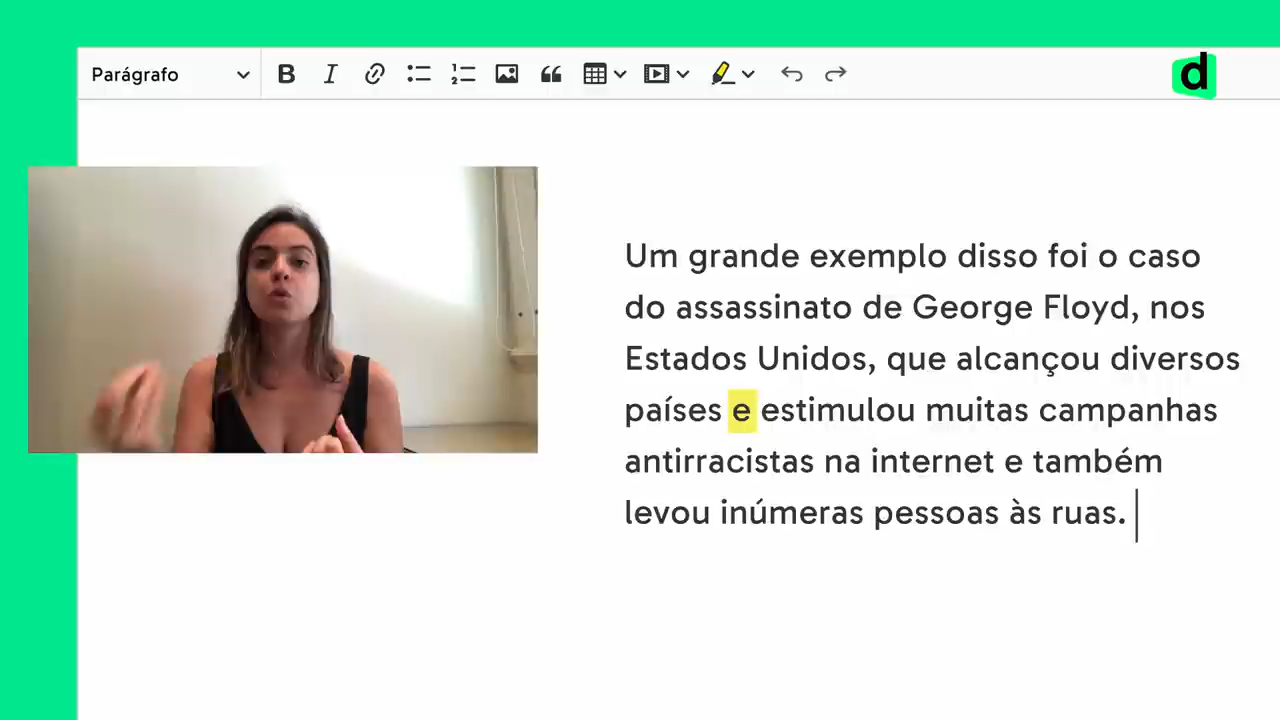 Parágrafo
d
Um grande exemplo disso foi o caso
do assassinato de George Floyd, nos
Estados Unidos, que alcançou diversos
países e estimulou muitas campanhas
antirracistas na internet e também
levou inúmeras pessoas às ruas.